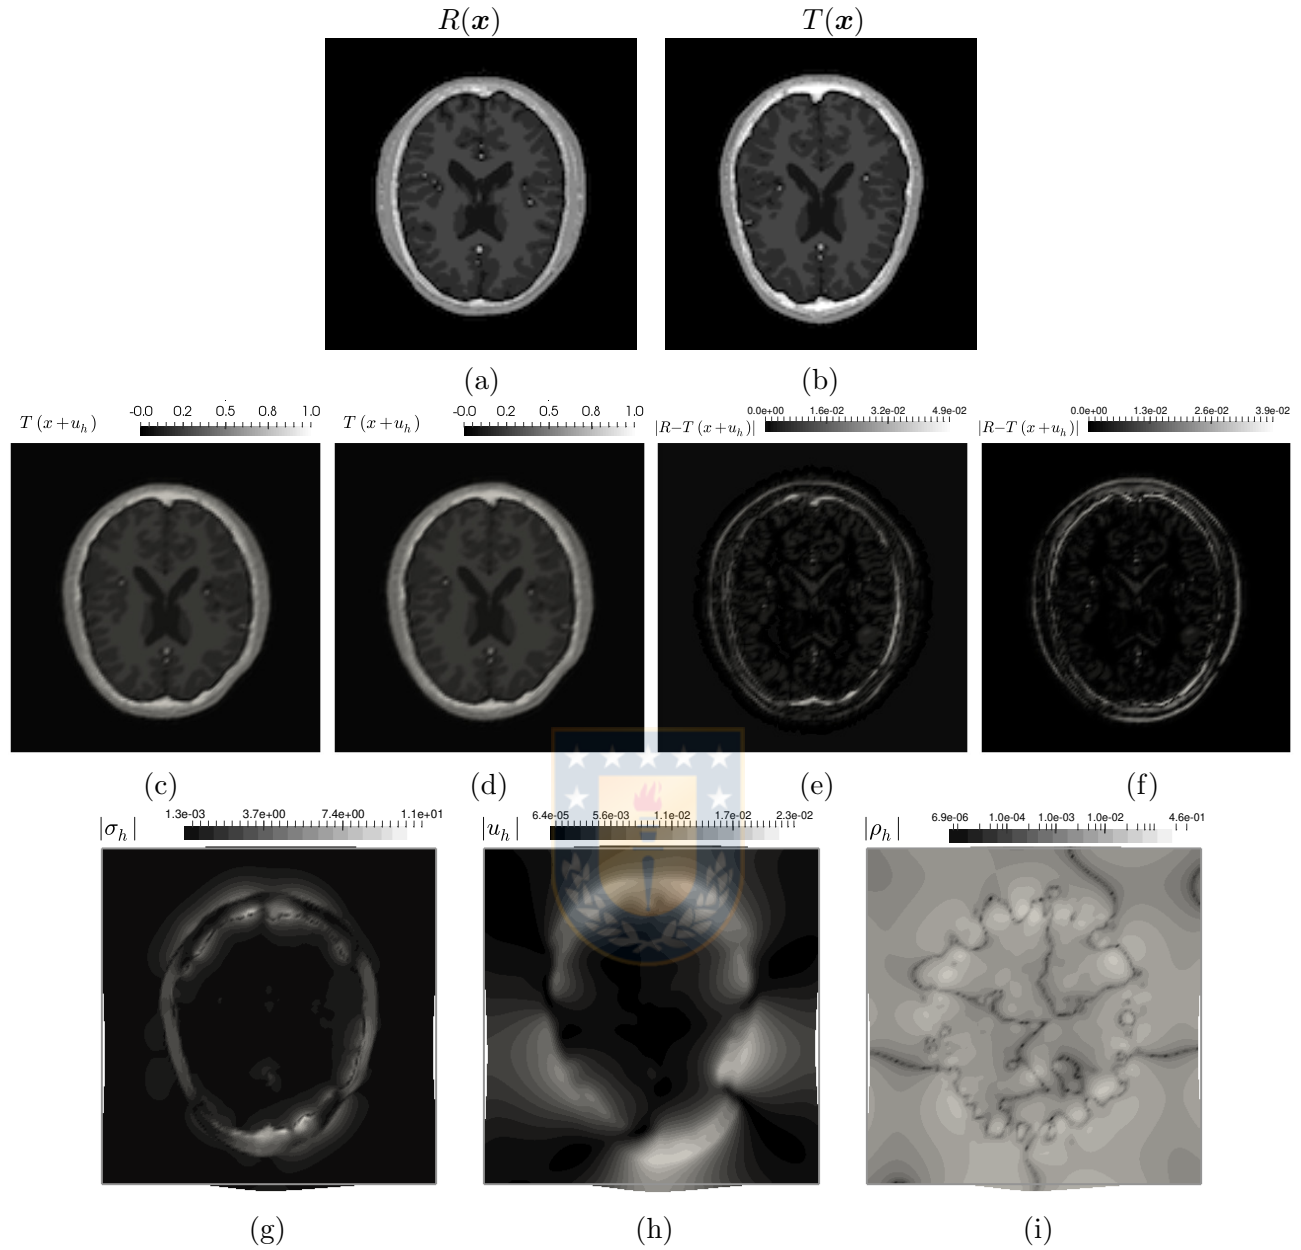 R(x) T(x)
(a) (b)
T(x+u_h) -0.0 0.2 0.5 0.8 1.0
T(x+u_h) -0.0 0.2 0.5 0.8 1.0
|R−T(x+u_h)| 0.0e+00 1.6e-02 3.2e-02 4.9e-02
|R−T(x+u_h)| 0.0e+00 1.3e-02 2.6e-02 3.9e-02
(c) (d) (e) (f)
|σ_h| 1.3e-03 3.7e+00 7.4e+00 1.1e+01
|u_h| 6.4e-05 5.6e-03 1.1e-02 1.7e-02 2.3e-02
|ρ_h| 6.9e-06 1.0e-04 1.0e-03 1.0e-02 4.6e-01
(g) (h) (i)